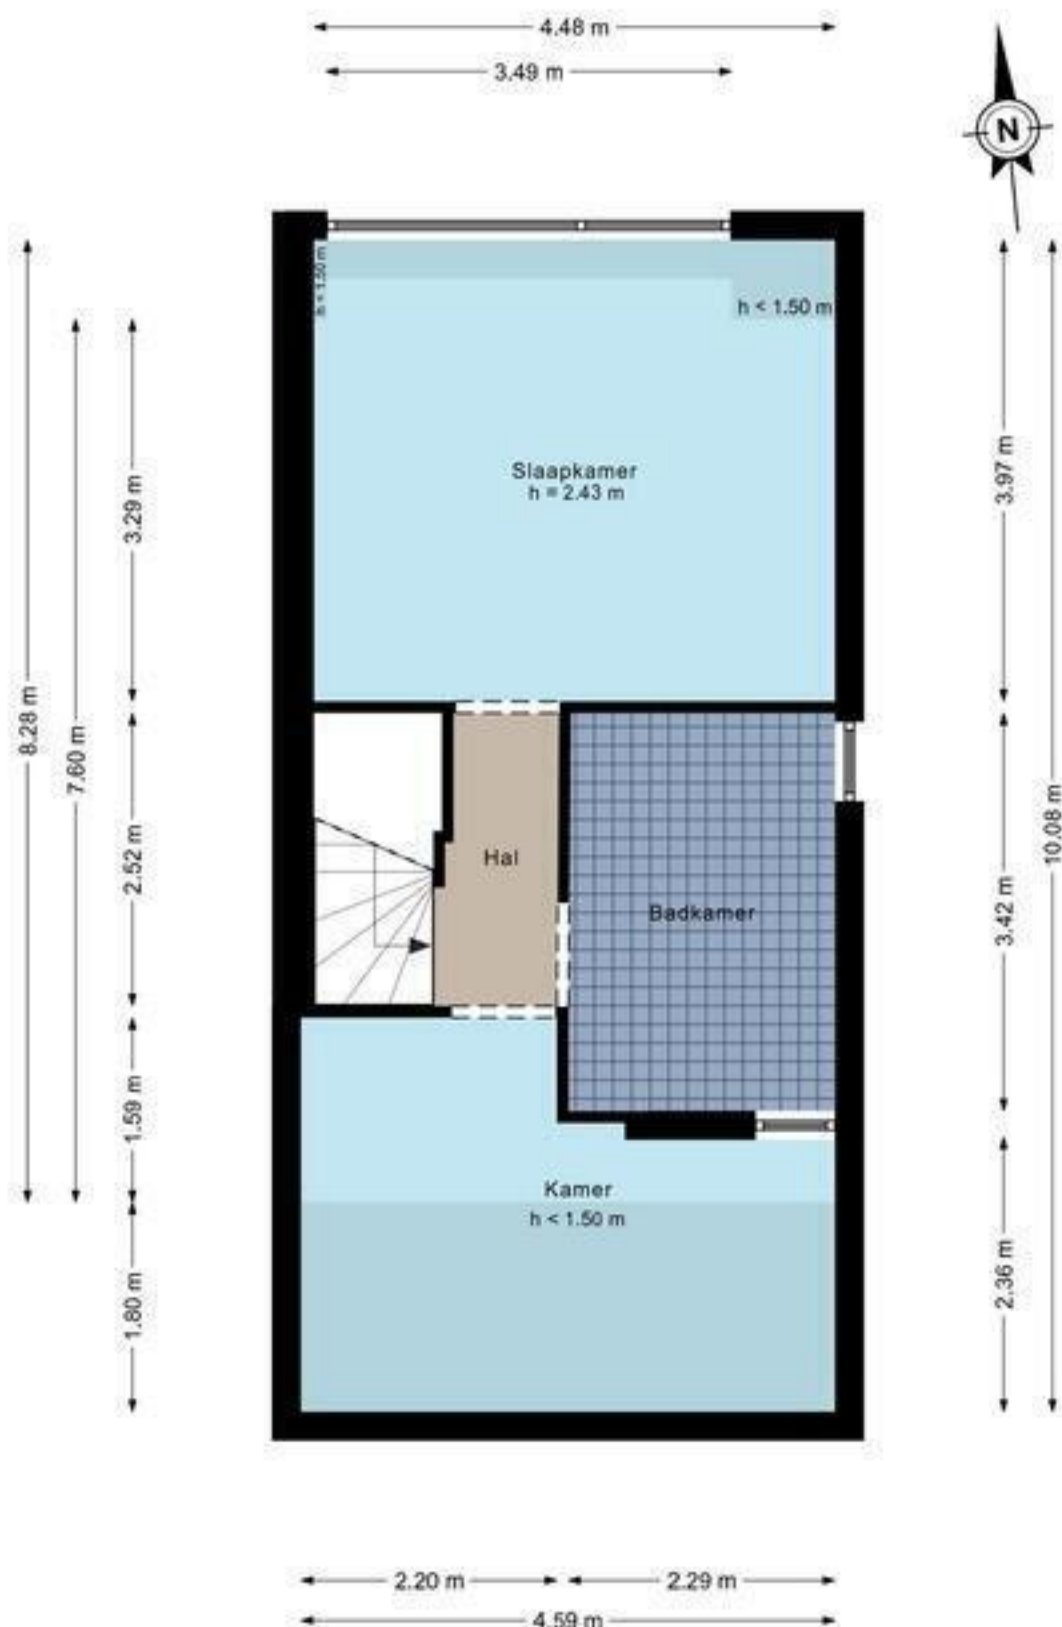 4.48 m
3.49 m
N
h < 1.50 m
h < 1.50 m
Slaapkamer
h = 2.43 m
3.29 m
3.97 m
8.28 m
7.60 m
2.52 m
Hal
Badkamer
3.42 m
10.08 m
1.59 m
Kamer
h < 1.50 m
1.80 m
2.36 m
2.20 m
2.29 m
4.59 m